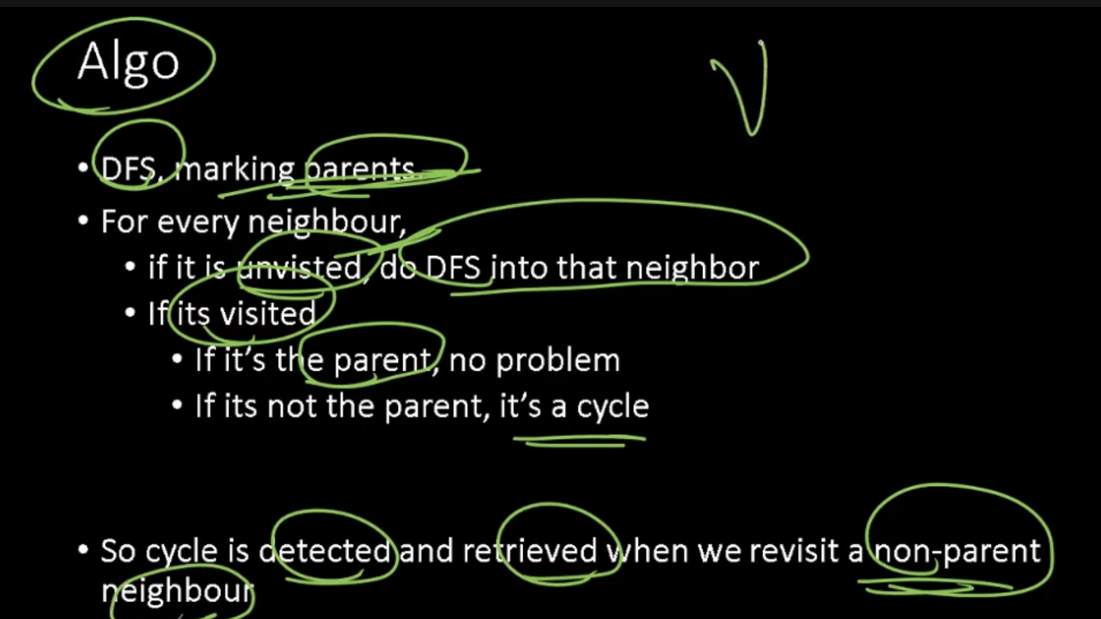 Algo
• DFS, marking parents.
• For every neighbour,
• if it is unvisted, do DFS into that neighbor
• If its visited
• If it’s the parent, no problem
• If its not the parent, it’s a cycle
• So cycle is detected and retrieved when we revisit a non-parent
neighbour